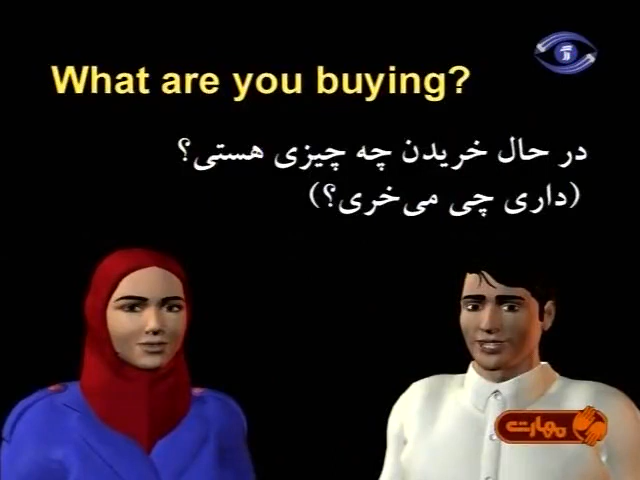 What are you buying?
در حال خریدن چه چیزی هستی؟
(داری چی می‌خری؟)
مهارت